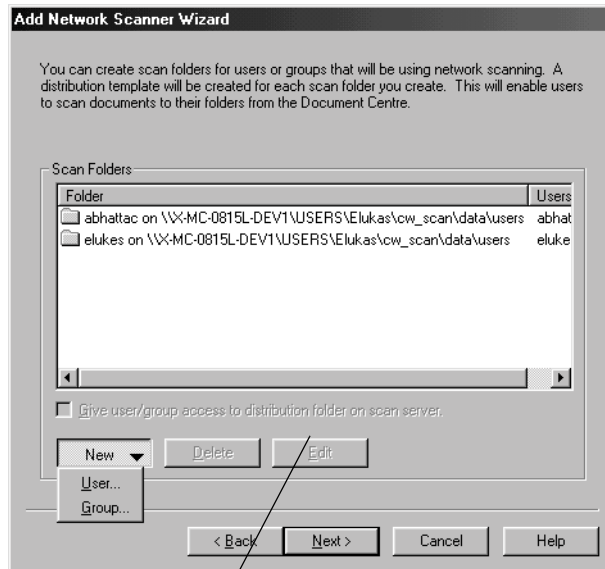 Add Network Scanner Wizard
You can create scan folders for users or groups that will be using network scanning. A
distribution template will be created for each scan folder you create. This will enable users
to scan documents to their folders from the Document Centre.
Scan Folders
Folder Users
abhattac on \\X-MC-0815L-DEV1\USERS\Elukas\cw_scan\data\users abhat
elukes on \\X-MC-0815L-DEV1\USERS\Elukas\cw_scan\data\users eluke
Give user/group access to distribution folder on scan server.
New Delete Edit
User...
Group...
< Back Next > Cancel Help